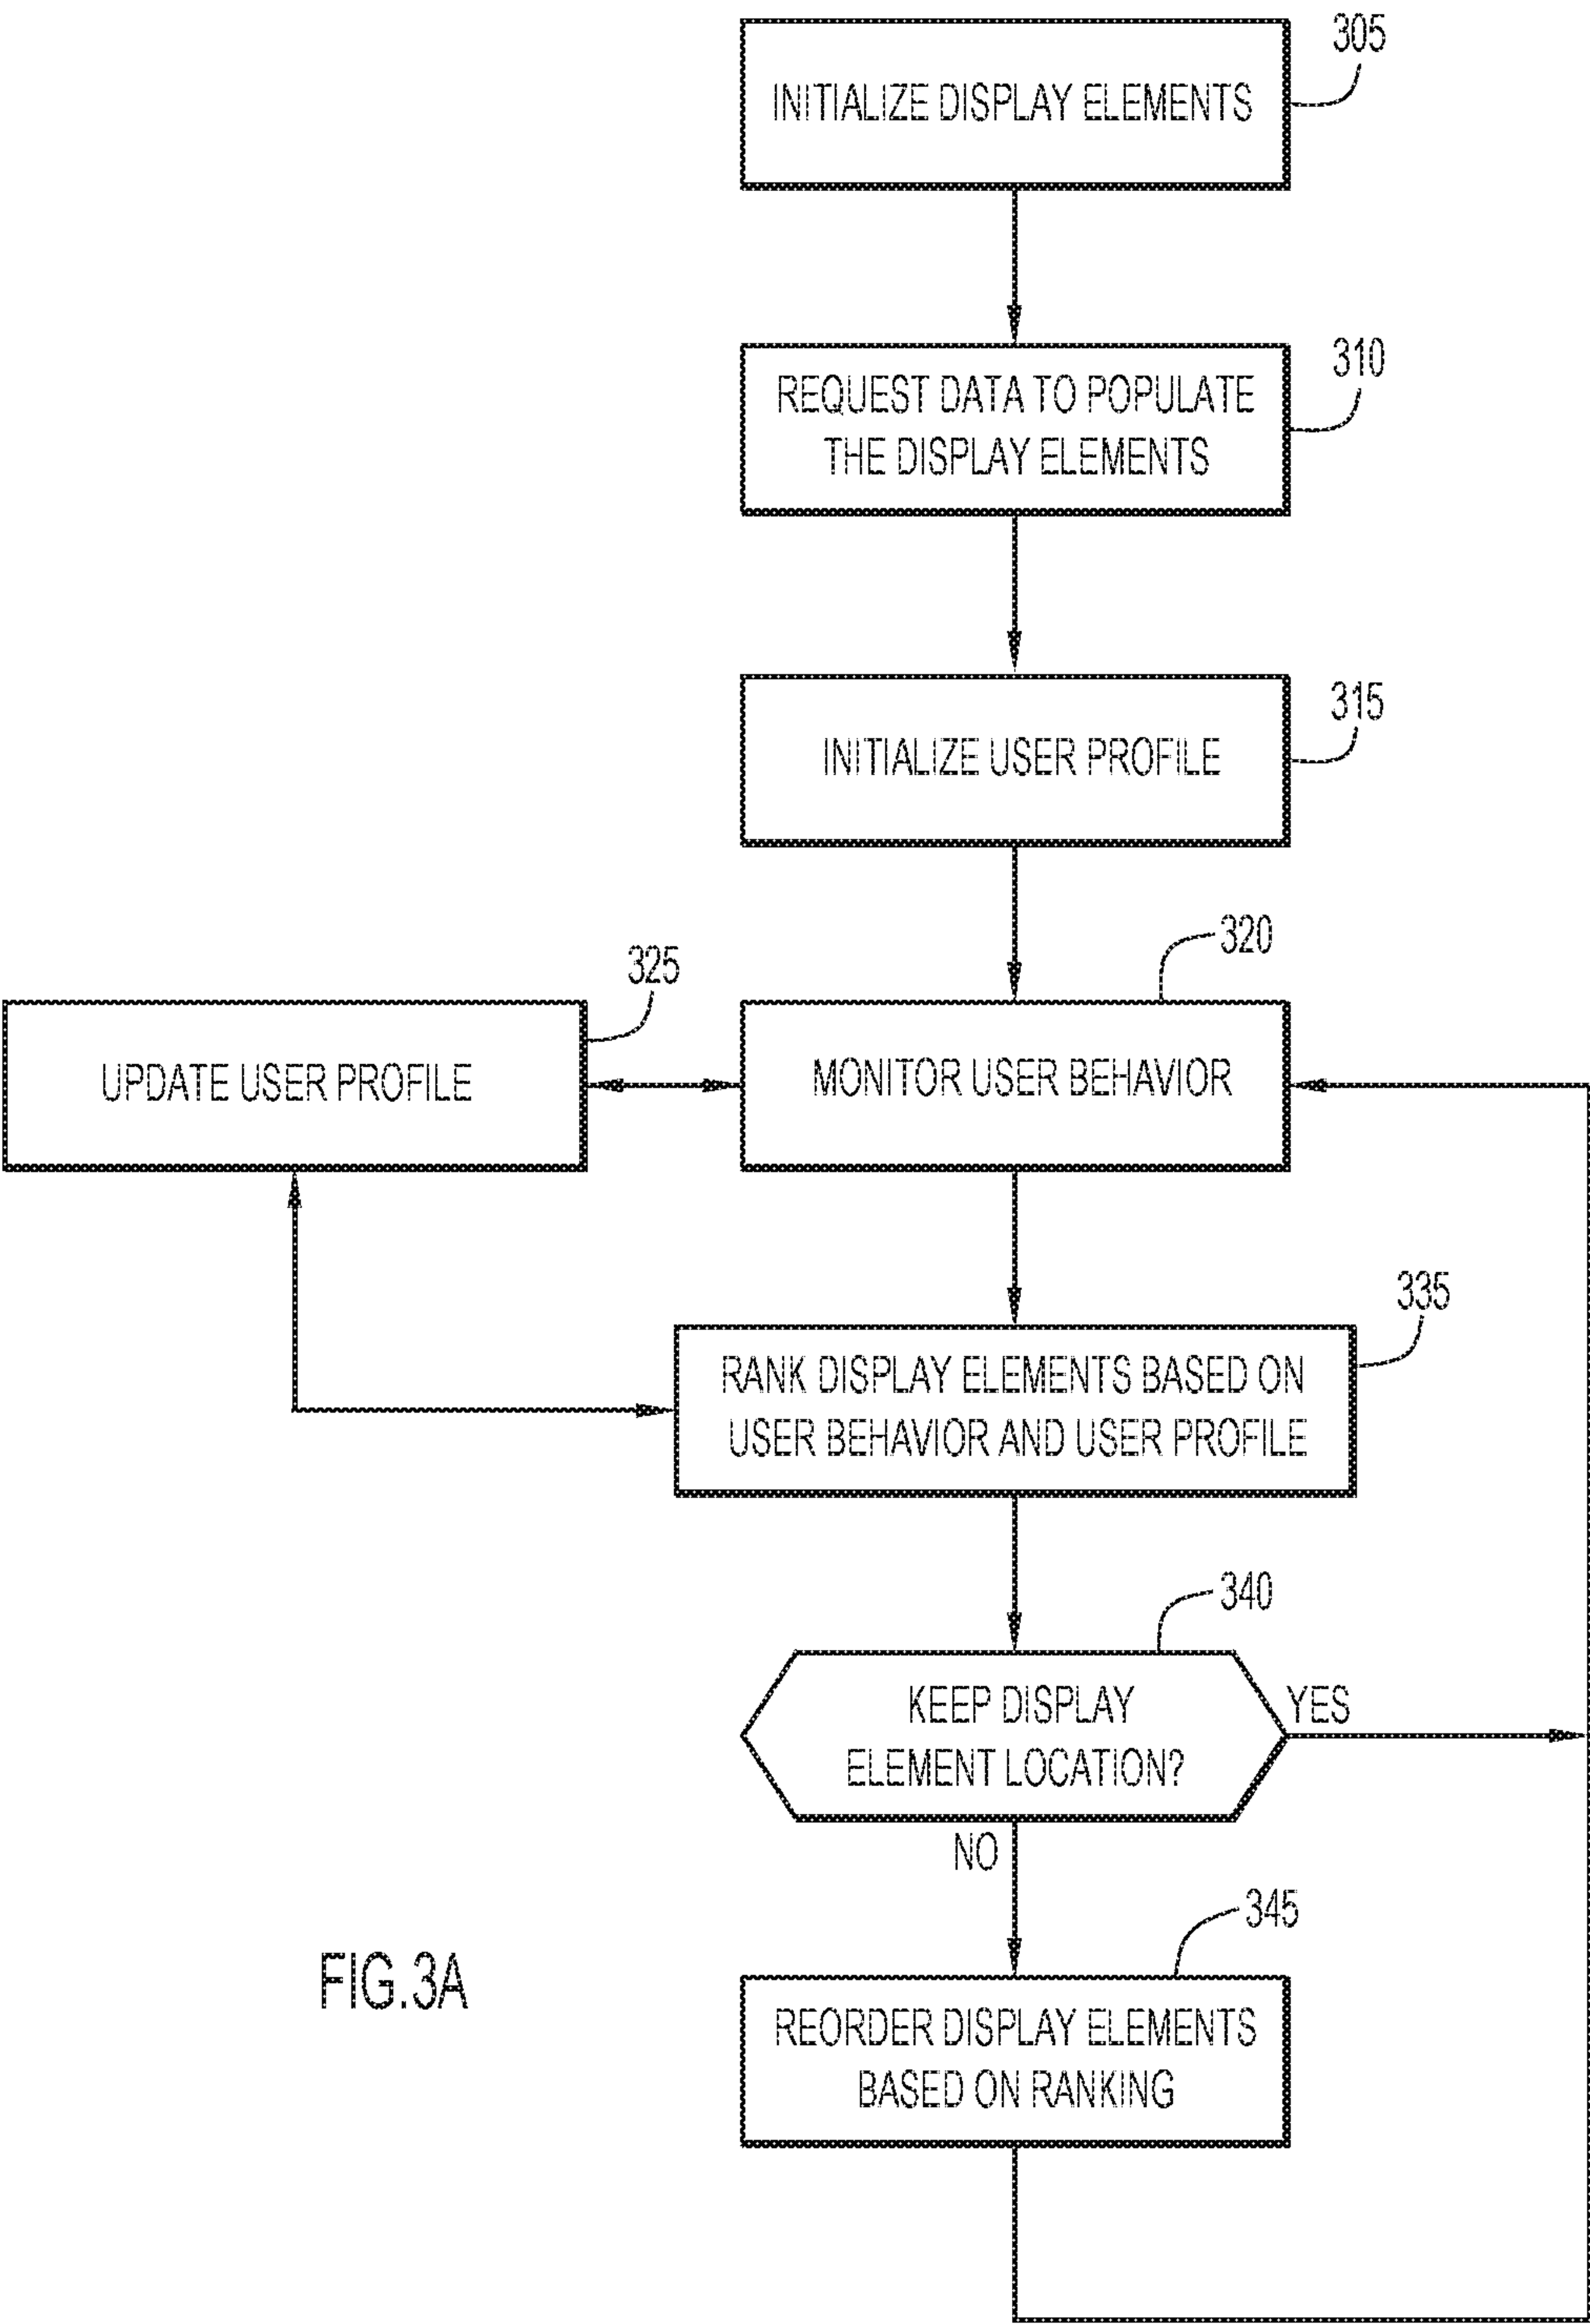 305
INITIALIZE DISPLAY ELEMENTS
310
REQUEST DATA TO POPULATE
THE DISPLAY ELEMENTS
315
INITIALIZE USER PROFILE
320
325
UPDATE USER PROFILE
MONITOR USER BEHAVIOR
335
RANK DISPLAY ELEMENTS BASED ON
USER BEHAVIOR AND USER PROFILE
340
KEEP DISPLAY
ELEMENT LOCATION?
YES
NO
345
REORDER DISPLAY ELEMENTS
BASED ON RANKING
FIG.3A